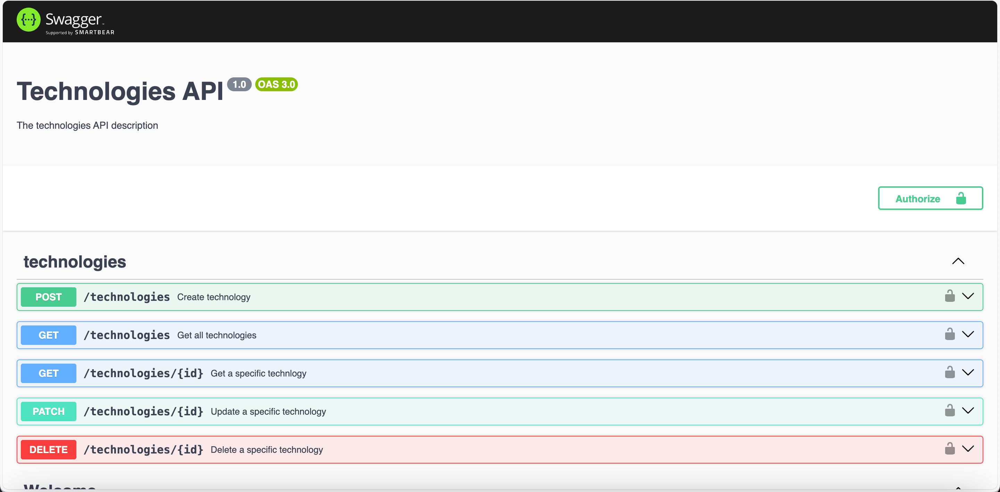 {···} Swagger™
Supported by SMARTBEAR
Technologies API 1.0 OAS 3.0
The technologies API description
Authorize
technologies
POST /technologies Create technology
GET /technologies Get all technologies
GET /technologies/{id} Get a specific technlogy
PATCH /technologies/{id} Update a specific technology
DELETE /technologies/{id} Delete a specific technology
Welcome